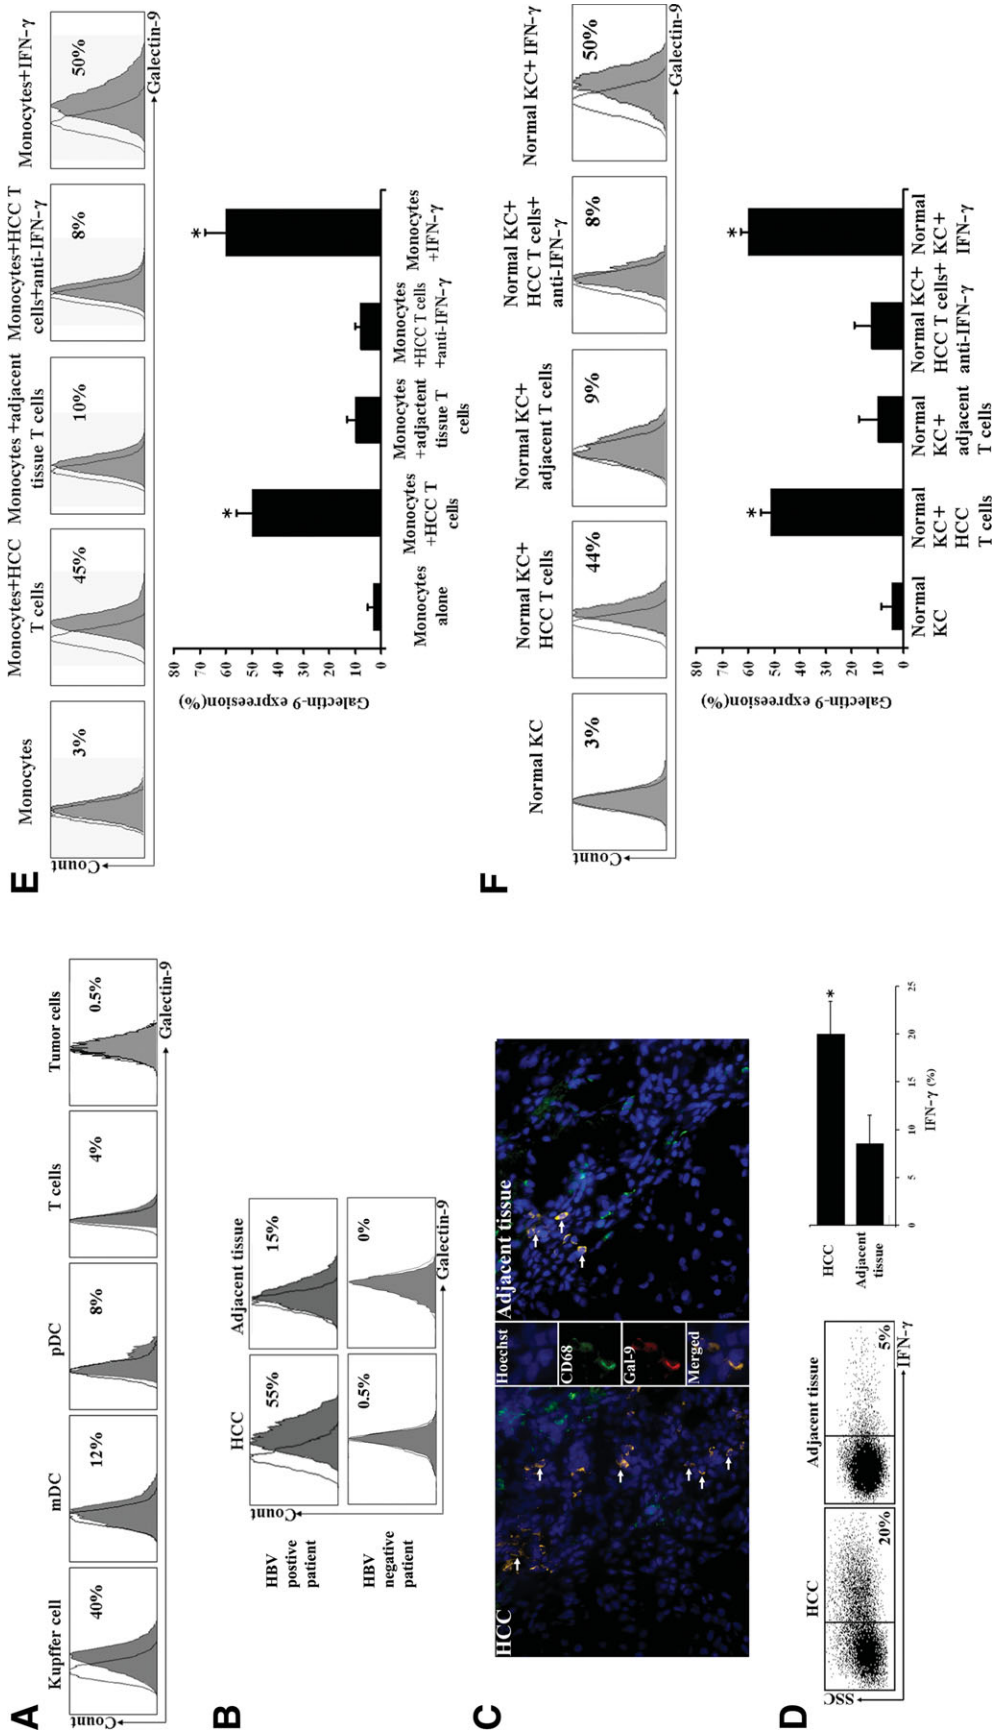 A
Kupffer cell
mDC
pDC
T cells
Tumor cells
40%
12%
8%
4%
0.5%
Count
Galectin-9
B
HCC
Adjacent tissue
HBV
postive
patient
55%
15%
HBV
negative
patient
0.5%
0%
Count
Galectin-9
C
HCC
Hoechst
CD68
Gal-9
Merged
Adjacent tissue
D
HCC
Adjacent tissue
20%
5%
SSC
IFN-γ
HCC
Adjacent
tissue
*
0
5
10
15
20
25
IFN-γ (%)
E
Monocytes
Monocytes+HCC
T cells
Monocytes +adjacent
tissue T cells
Monocytes+HCC T
cells+anti-IFN-γ
Monocytes+IFN-γ
3%
45%
10%
8%
50%
Count
Galectin-9
Galectin-9 expreesion(%)
80
70
60
50
40
30
20
10
0
*
*
Monocytes
alone
Monocytes
+HCC T
cells
Monocytes
+adjactent
tissue T
cells
Monocytes
+HCC T cells
+anti-IFN-γ
Monocytes
+IFN-γ
F
Normal KC
Normal KC+
HCC T cells
Normal KC+
adjacent T cells
Normal KC+
HCC T cells+
anti-IFN-γ
Normal KC+ IFN-γ
3%
44%
9%
8%
50%
Count
Galectin-9
Galectin-9 expreesion(%)
80
70
60
50
40
30
20
10
0
*
*
Normal
KC
Normal
KC+
HCC
T cells
Normal
KC+
adjacent
T cells
Normal KC+
HCC T cells+
anti-IFN-γ
Normal
KC+
IFN-γ